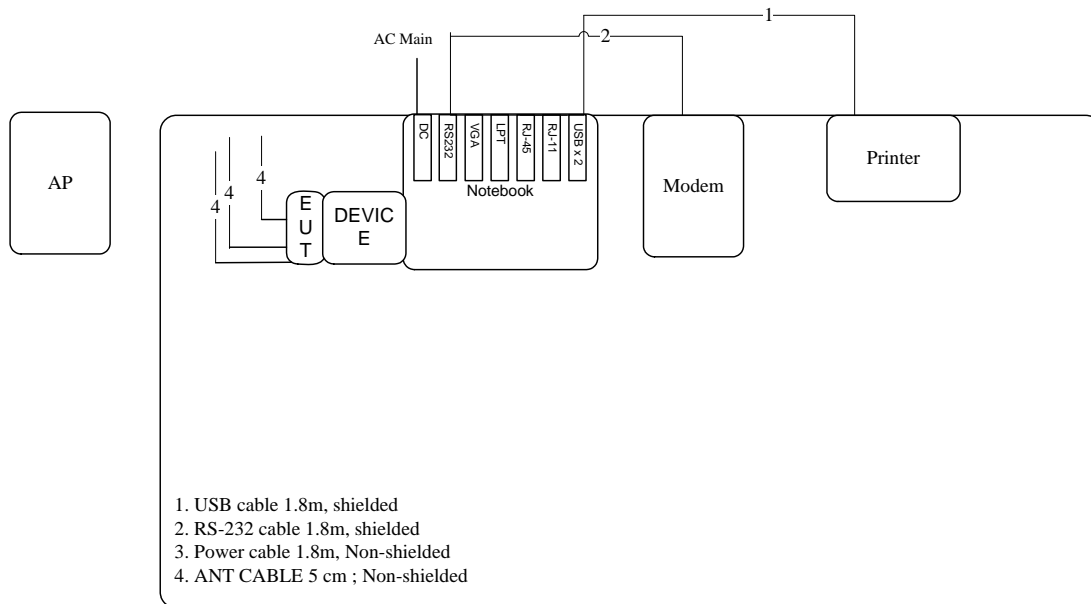 1
AC Main
2
DC
RS232
VGA
LPT
RJ-45
RJ-11
USB x 2
Notebook
AP
4
4
4
E
U
T
DEVIC
E
Modem
Printer
1. USB cable 1.8m, shielded
2. RS-232 cable 1.8m, shielded
3. Power cable 1.8m, Non-shielded
4. ANT CABLE 5 cm ; Non-shielded